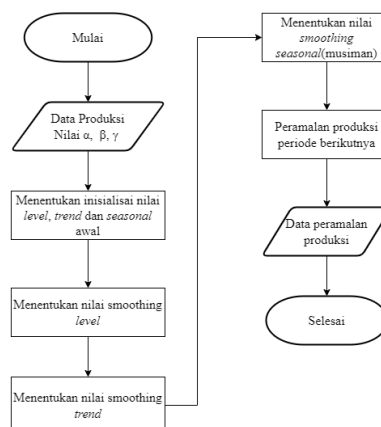 Mulai
Data Produksi
Nilai α, β, γ
Menentukan inisialisai nilai
level, trend dan seasonal
awal
Menentukan nilai smoothing
level
Menentukan nilai smoothing
trend
Menentukan nilai
smoothing
seasonal(musiman)
Peramalan produksi
periode berikutnya
Data peramalan
produksi
Selesai